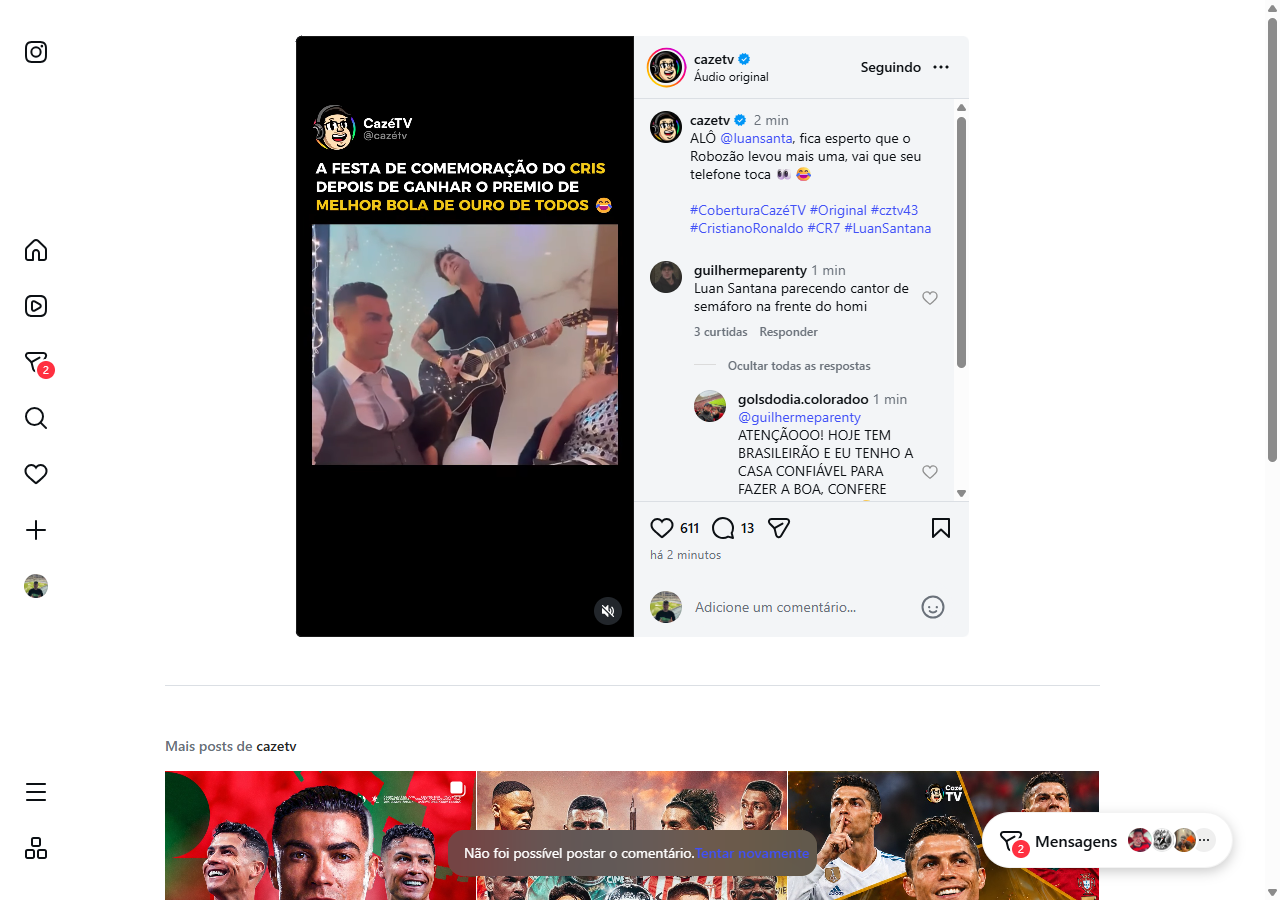 CazéTV
@cazétv
A FESTA DE COMEMORAÇÃO DO CRIS
DEPOIS DE GANHAR O PREMIO DE
MELHOR BOLA DE OURO DE TODOS 😂
cazetv
Áudio original
Seguindo
cazetv 2 min
ALÔ @luansanta, fica esperto que o
Robozão levou mais uma, vai que seu
telefone toca 👀 😂
#CoberturaCazéTV #Original #cztv43
#CristianoRonaldo #CR7 #LuanSantana
guilhermeparenty 1 min
Luan Santana parecendo cantor de
semáforo na frente do homi
3 curtidas Responder
Ocultar todas as respostas
golsdodia.coloradoo 1 min
@guilhermeparenty
ATENÇÃOOO! HOJE TEM
BRASILEIRÃO E EU TENHO A
CASA CONFIÁVEL PARA
FAZER A BOA, CONFERE
611 13
há 2 minutos
Adicione um comentário...
2
Mais posts de cazetv
Cazé
TV
Não foi possível postar o comentário. Tentar novamente
2
Mensagens